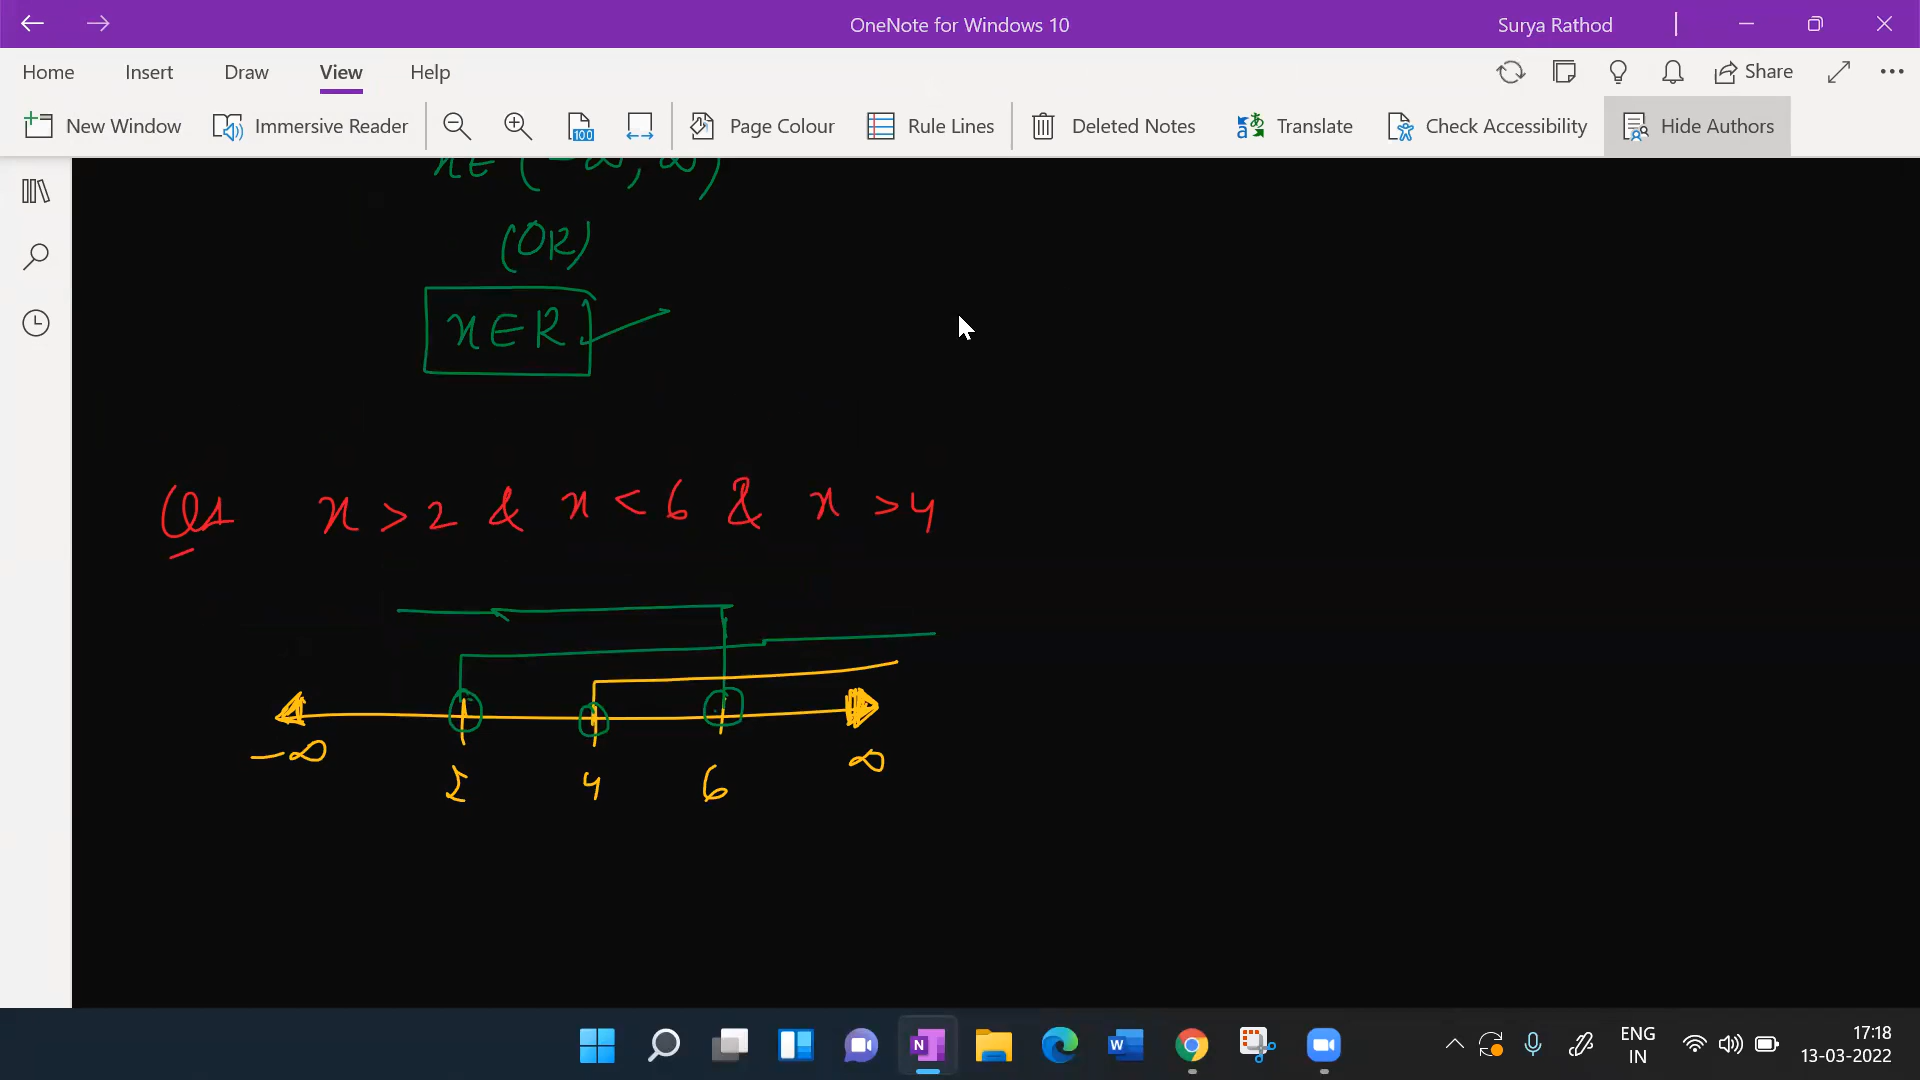 OneNote for Windows 10
Surya Rathod
Home Insert Draw View Help
Share
New Window Immersive Reader 100 Page Colour Rule Lines Deleted Notes Translate Check Accessibility Hide Authors
x∈ (-∞, ∞)
(OR)
x∈R
Qs x > 2 & x < 6 & x > 4
-∞ 2 4 6 ∞
ENG
IN
17:18
13-03-2022